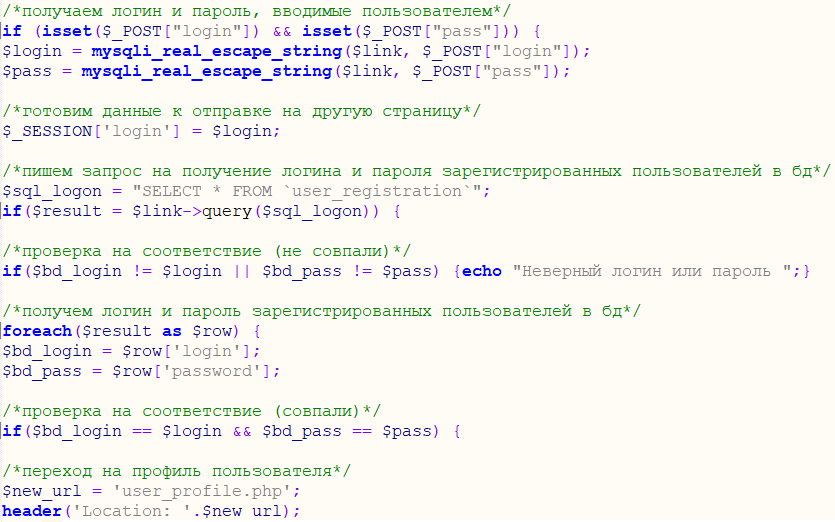 /*получаем логин и пароль, вводимые пользователем*/
if (isset($_POST["login"]) && isset($_POST["pass"])) {
$login = mysqli_real_escape_string($link, $_POST["login"]);
$pass = mysqli_real_escape_string($link, $_POST["pass"]);
/*готовим данные к отправке на другую страницу*/
$_SESSION['login'] = $login;
/*пишем запрос на получение логина и пароля зарегистрированных пользователей в бд*/
$sql_logon = "SELECT * FROM `user_registration`";
if($result = $link->query($sql_logon)) {
/*проверка на соответствие (не совпали)*/
if($bd_login != $login || $bd_pass != $pass) {echo "Неверный логин или пароль ";}
/*получем логин и пароль зарегистрированных пользователей в бд*/
foreach($result as $row) {
$bd_login = $row['login'];
$bd_pass = $row['password'];
/*проверка на соответствие (совпали)*/
if($bd_login == $login && $bd_pass == $pass) {
/*переход на профиль пользователя*/
$new_url = 'user_profile.php';
header('Location: '.$new_url);